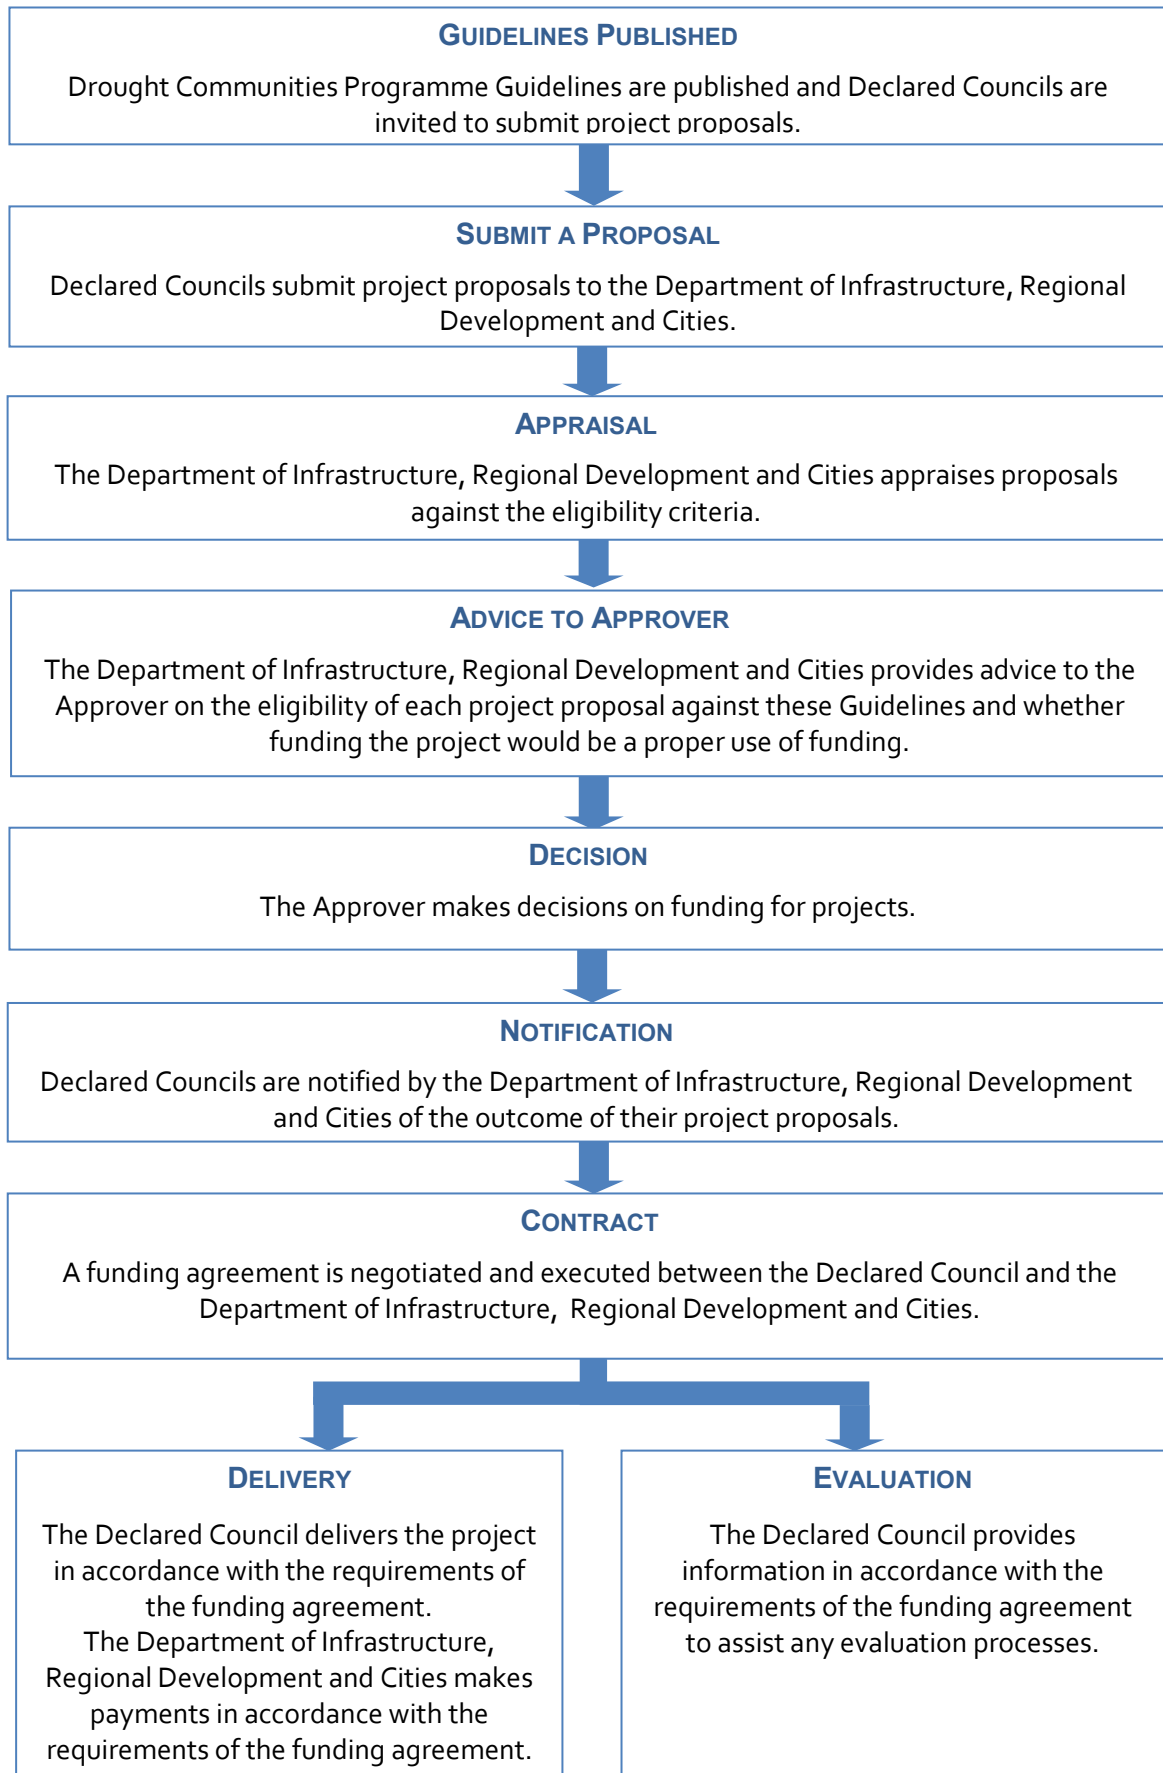 GUIDELINES PUBLISHED
Drought Communities Programme Guidelines are published and Declared Councils are
invited to submit project proposals.
SUBMIT A PROPOSAL
Declared Councils submit project proposals to the Department of Infrastructure, Regional
Development and Cities.
APPRAISAL
The Department of Infrastructure, Regional Development and Cities appraises proposals
against the eligibility criteria.
ADVICE TO APPROVER
The Department of Infrastructure, Regional Development and Cities provides advice to the
Approver on the eligibility of each project proposal against these Guidelines and whether
funding the project would be a proper use of funding.
DECISION
The Approver makes decisions on funding for projects.
NOTIFICATION
Declared Councils are notified by the Department of Infrastructure, Regional Development
and Cities of the outcome of their project proposals.
CONTRACT
A funding agreement is negotiated and executed between the Declared Council and the
Department of Infrastructure, Regional Development and Cities.
DELIVERY
The Declared Council delivers the project
in accordance with the requirements of
the funding agreement.
The Department of Infrastructure,
Regional Development and Cities makes
payments in accordance with the
requirements of the funding agreement.
EVALUATION
The Declared Council provides
information in accordance with the
requirements of the funding agreement
to assist any evaluation processes.